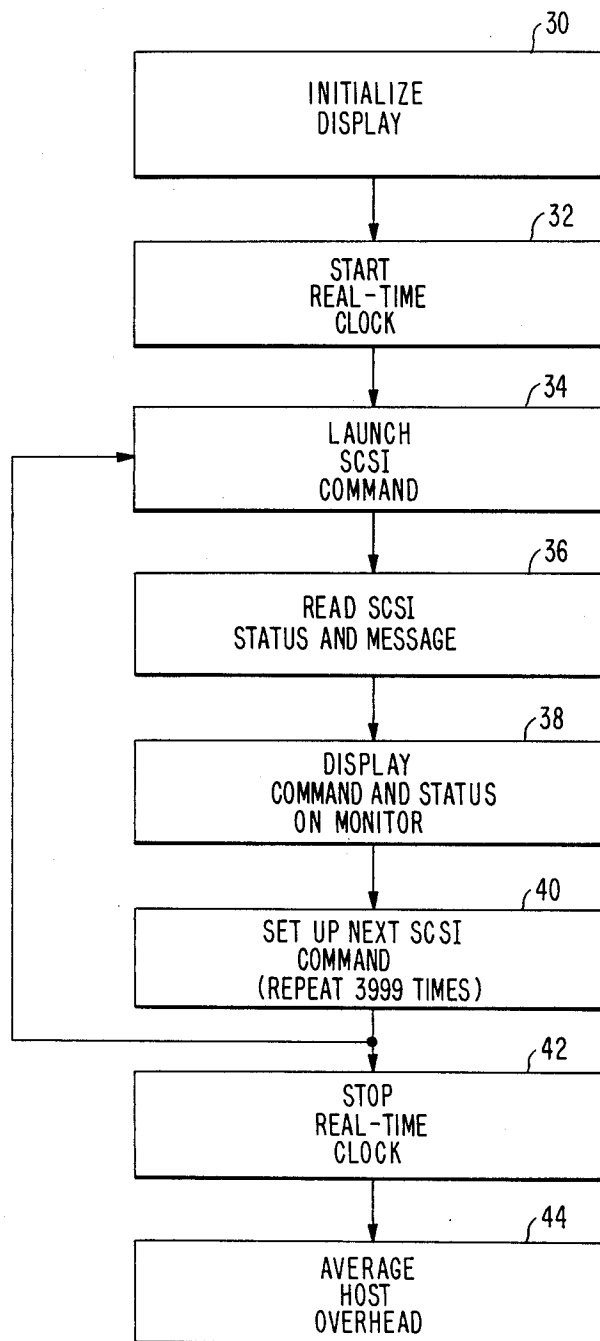 30
INITIALIZE
DISPLAY
32
START
REAL-TIME
CLOCK
34
LAUNCH
SCSI
COMMAND
36
READ SCSI
STATUS AND MESSAGE
38
DISPLAY
COMMAND AND STATUS
ON MONITOR
40
SET UP NEXT SCSI
COMMAND
(REPEAT 3999 TIMES)
42
STOP
REAL-TIME
CLOCK
44
AVERAGE
HOST
OVERHEAD